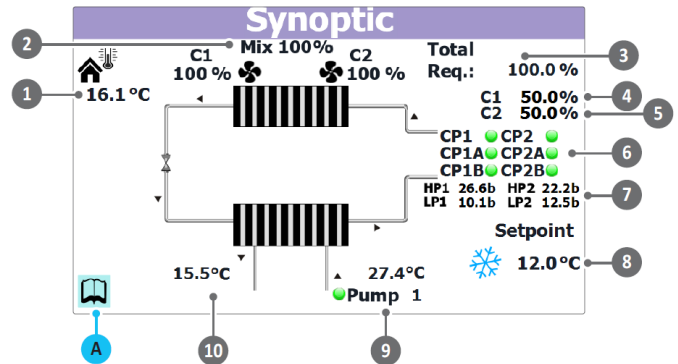 Synoptic
2
Mix 100%
C1
100 %
C2
100 %
Total
Req.:
100.0 %
3
1
16.1 °C
C1 50.0%
4
C2 50.0%
5
CP1 CP2
CP1A CP2A
6
CP1B CP2B
HP1 26.6b HP2 22.2b
LP1 10.1b LP2 12.5b
7
Setpoint
12.0°C
8
15.5°C
27.4°C
Pump 1
A
10
9